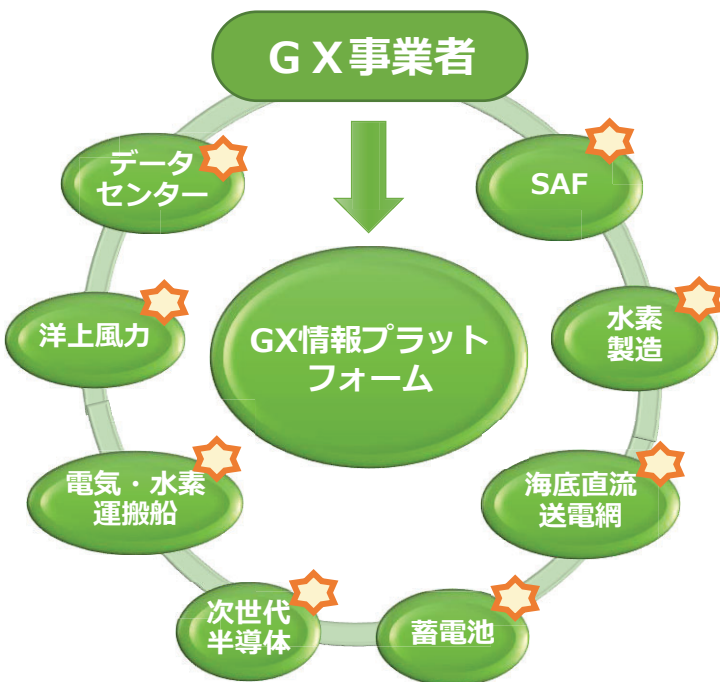 GX事業者
データ
センター
SAF
洋上風力
GX情報プラット
フォーム
水素
製造
電気・水素
運搬船
海底直流
送電網
次世代
半導体
蓄電池